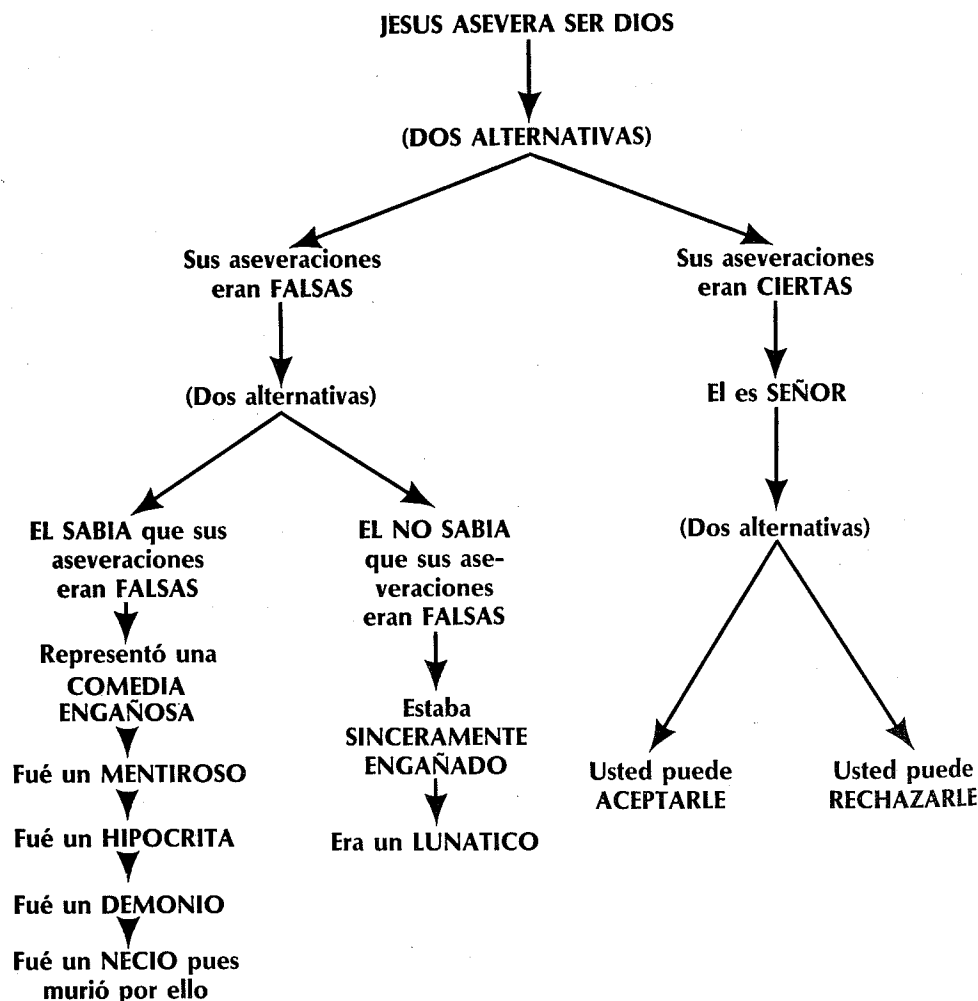 JESUS ASEVERA SER DIOS
(DOS ALTERNATIVAS)
Sus aseveraciones
eran FALSAS
Sus aseveraciones
eran CIERTAS
(Dos alternativas)
El es SEÑOR
EL SABIA que sus
aseveraciones
eran FALSAS
EL NO SABIA
que sus ase-
veraciones
eran FALSAS
(Dos alternativas)
Representó una
COMEDIA
ENGAÑOSA
Estaba
SINCERAMENTE
ENGAÑADO
Fué un MENTIROSO
Usted puede
ACEPTARLE
Usted puede
RECHAZARLE
Fué un HIPOCRITA
Era un LUNATICO
Fué un DEMONIO
Fué un NECIO pues
murió por ello